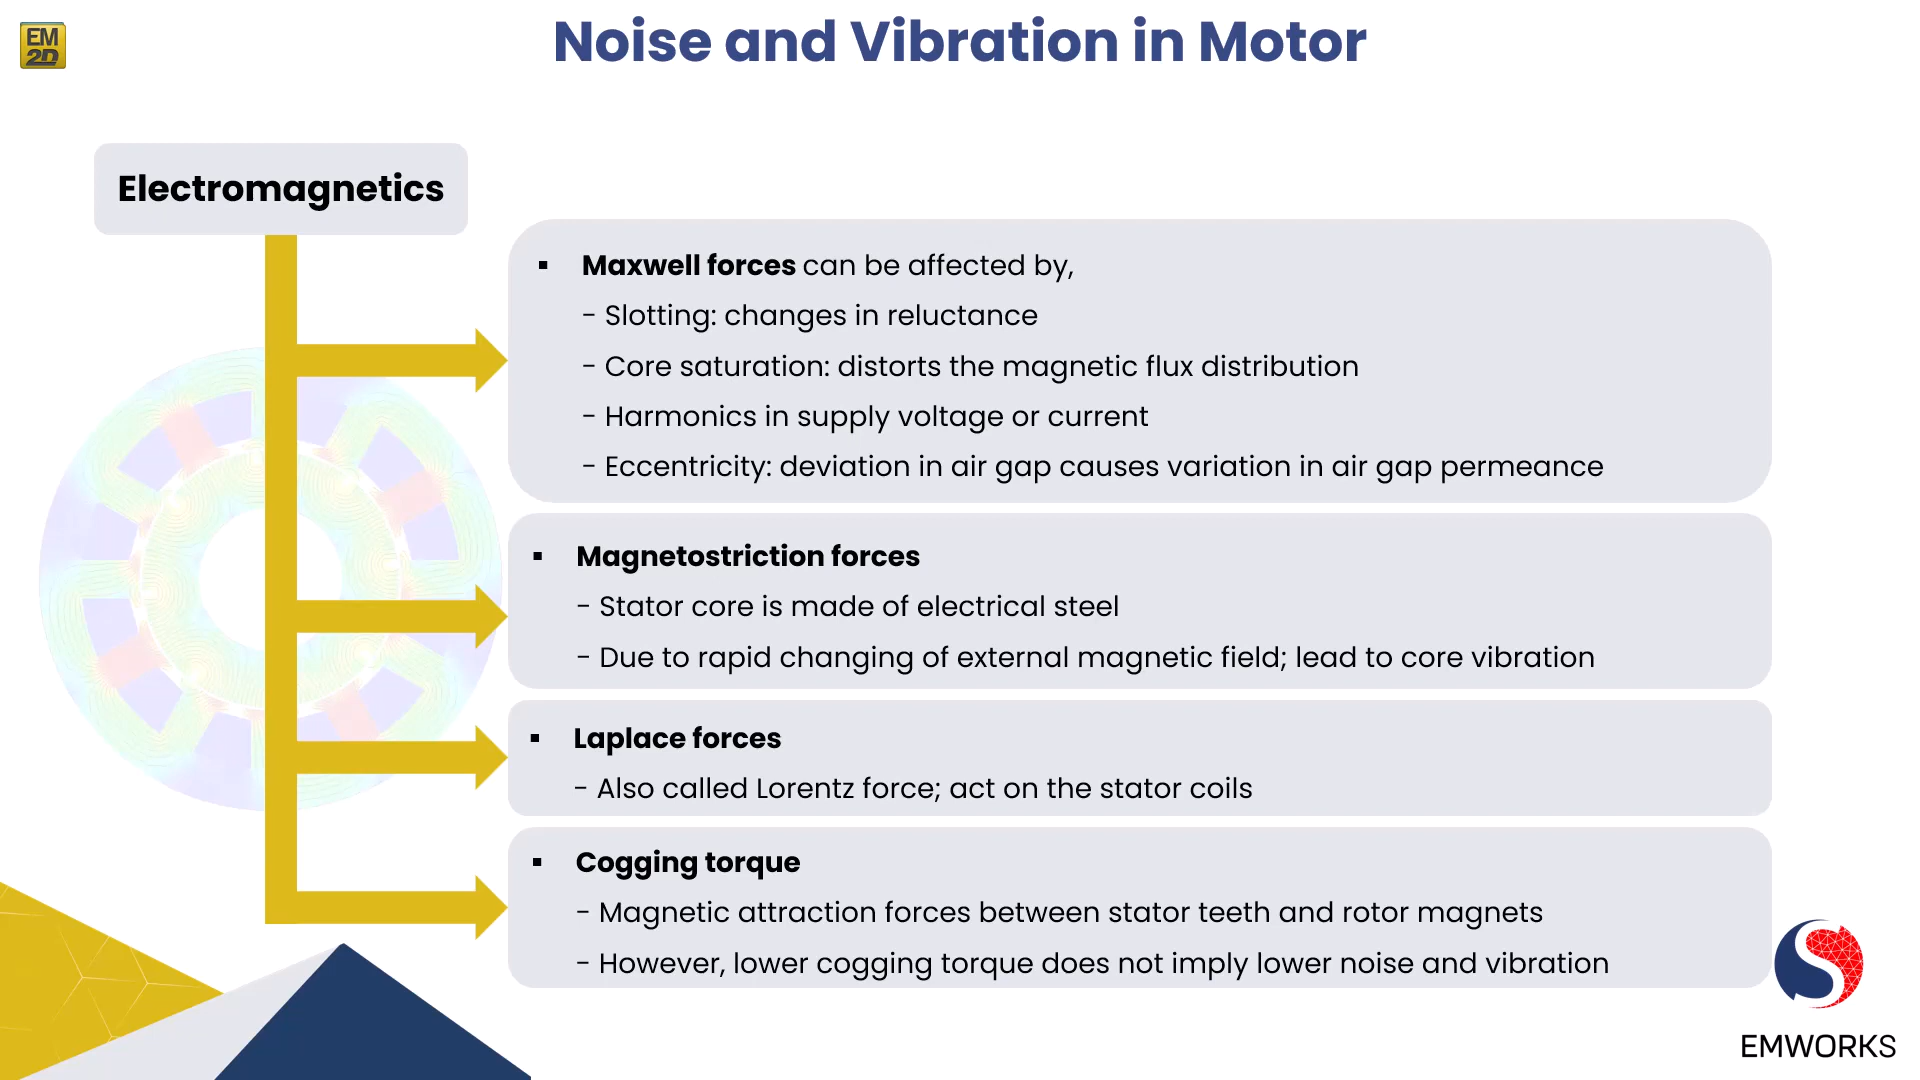 EM
2D
Noise and Vibration in Motor
Electromagnetics
▪ Maxwell forces can be affected by,
- Slotting: changes in reluctance
- Core saturation: distorts the magnetic flux distribution
- Harmonics in supply voltage or current
- Eccentricity: deviation in air gap causes variation in air gap permeance
▪ Magnetostriction forces
- Stator core is made of electrical steel
- Due to rapid changing of external magnetic field; lead to core vibration
▪ Laplace forces
- Also called Lorentz force; act on the stator coils
▪ Cogging torque
- Magnetic attraction forces between stator teeth and rotor magnets
- However, lower cogging torque does not imply lower noise and vibration
EMWORKS